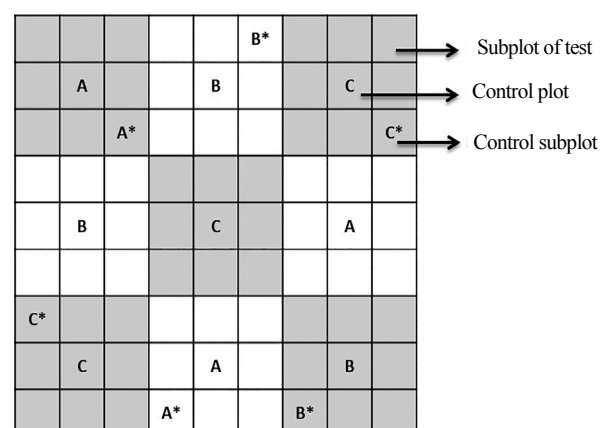 B*
Subplot of test
A B C
Control plot
A* C*
Control subplot
B C A
C*
C A B
A* B*